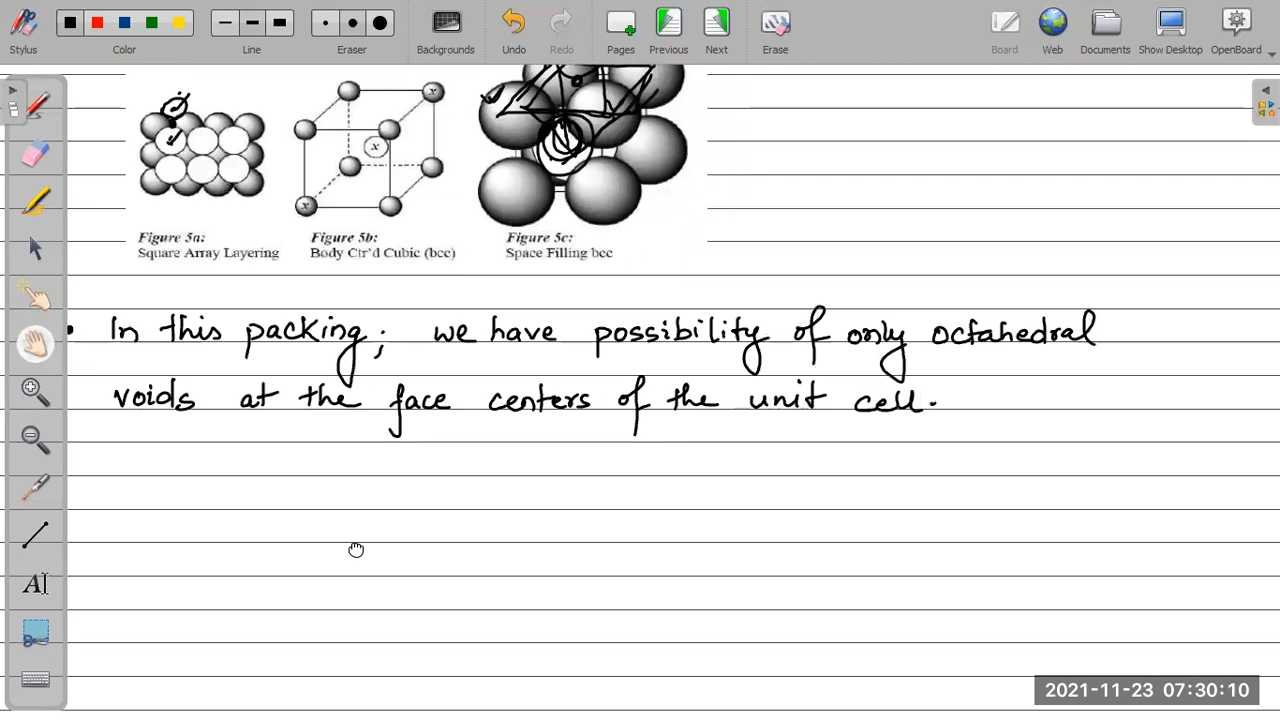 Stylus
Color
Line
Eraser
Backgrounds
Undo
Redo
Pages
Previous
Next
Erase
Board
Web
Documents
Show Desktop
OpenBoard
x
x
x
Figure 5a:
Square Array Layering
Figure 5b:
Body Ctr'd Cubic (bcc)
Figure 5c:
Space Filling bcc
• In this packing; we have possibility of only octahedral
voids at the face centers of the unit cell.
A
2021-11-23 07:30:10